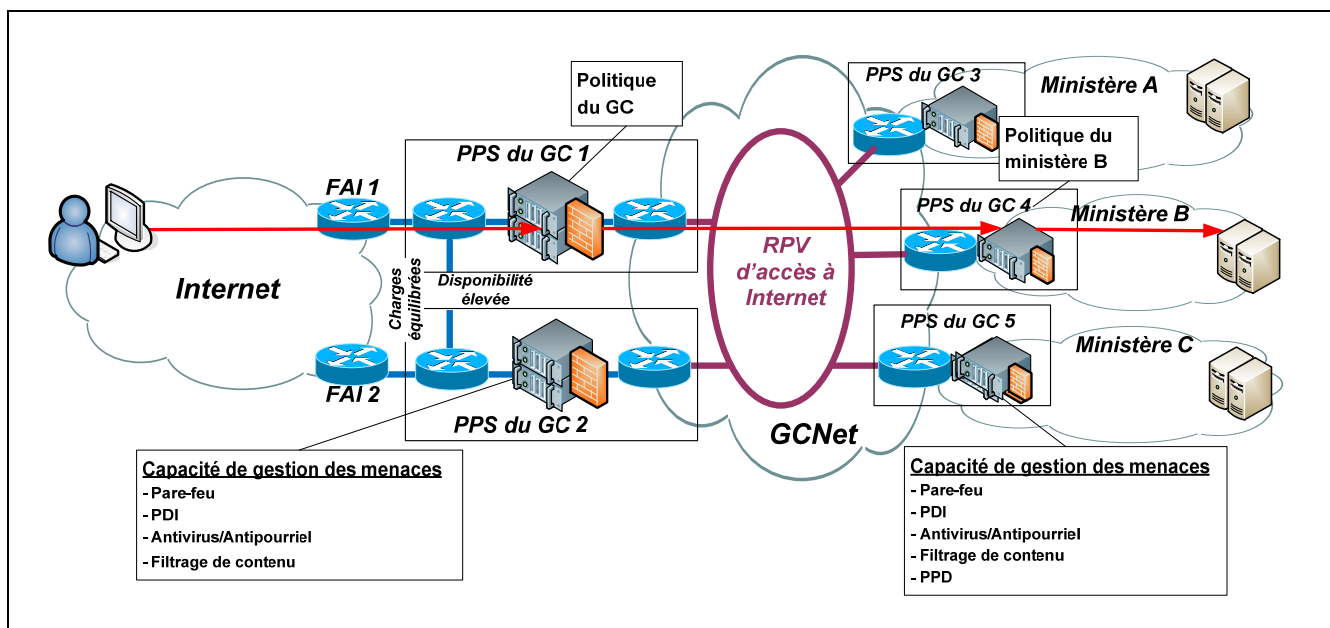 Politique
du GC
PPS du GC 3
Ministère A
Politique du
ministère B
PPS du GC 1
FAI 1
PPS du GC 4
Ministère B
Internet
Charges
équilibrées
Disponibilité
élevée
RPV
d'accès à
Internet
PPS du GC 5
Ministère C
FAI 2
PPS du GC 2
GCNet
Capacité de gestion des menaces
- Pare-feu
- PDI
- Antivirus/Antipourriel
- Filtrage de contenu
Capacité de gestion des menaces
- Pare-feu
- PDI
- Antivirus/Antipourriel
- Filtrage de contenu
- PPD